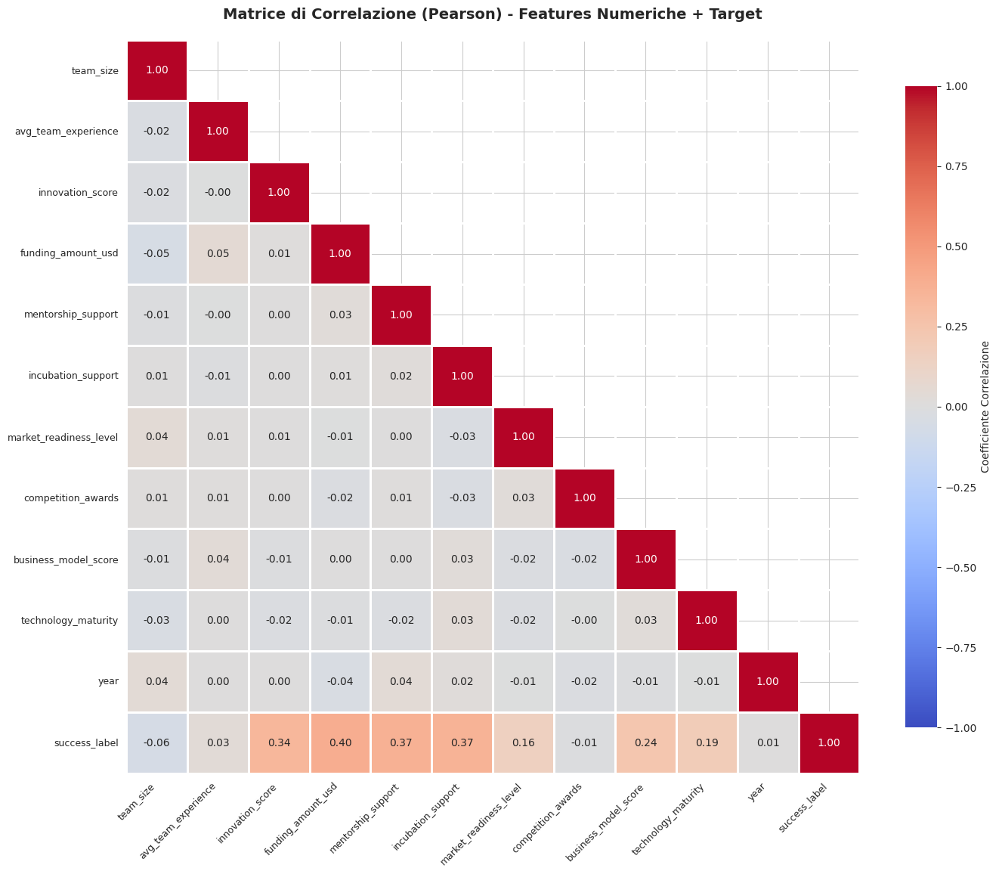 Matrice di Correlazione (Pearson) - Features Numeriche + Target
team_size 1.00
avg_team_experience -0.02 1.00
innovation_score -0.02 -0.00 1.00
funding_amount_usd -0.05 0.05 0.01 1.00
mentorship_support -0.01 -0.00 0.00 0.03 1.00
incubation_support 0.01 -0.01 0.00 0.01 0.02 1.00
market_readiness_level 0.04 0.01 0.01 -0.01 0.00 -0.03 1.00
competition_awards 0.01 0.01 0.00 -0.02 0.01 -0.03 0.03 1.00
business_model_score -0.01 0.04 -0.01 0.00 0.00 0.03 -0.02 -0.02 1.00
technology_maturity -0.03 0.00 -0.02 -0.01 -0.02 0.03 -0.02 -0.00 0.03 1.00
year 0.04 0.00 0.00 -0.04 0.04 0.02 -0.01 -0.02 -0.01 -0.01 1.00
success_label -0.06 0.03 0.34 0.40 0.37 0.37 0.16 -0.01 0.24 0.19 0.01 1.00
team_size
avg_team_experience
innovation_score
funding_amount_usd
mentorship_support
incubation_support
market_readiness_level
competition_awards
business_model_score
technology_maturity
year
success_label
1.00
0.75
0.50
0.25
0.00
−0.25
−0.50
−0.75
−1.00
Coefficiente Correlazione